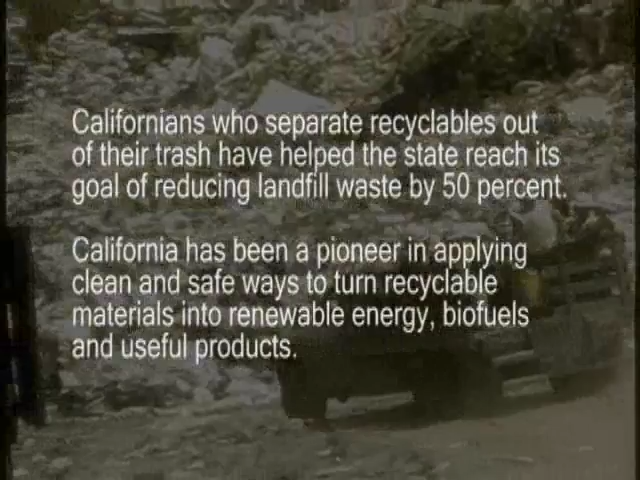 Californians who separate recyclables out
of their trash have helped the state reach its
goal of reducing landfill waste by 50 percent.
California has been a pioneer in applying
clean and safe ways to turn recyclable
materials into renewable energy, biofuels
and useful products.